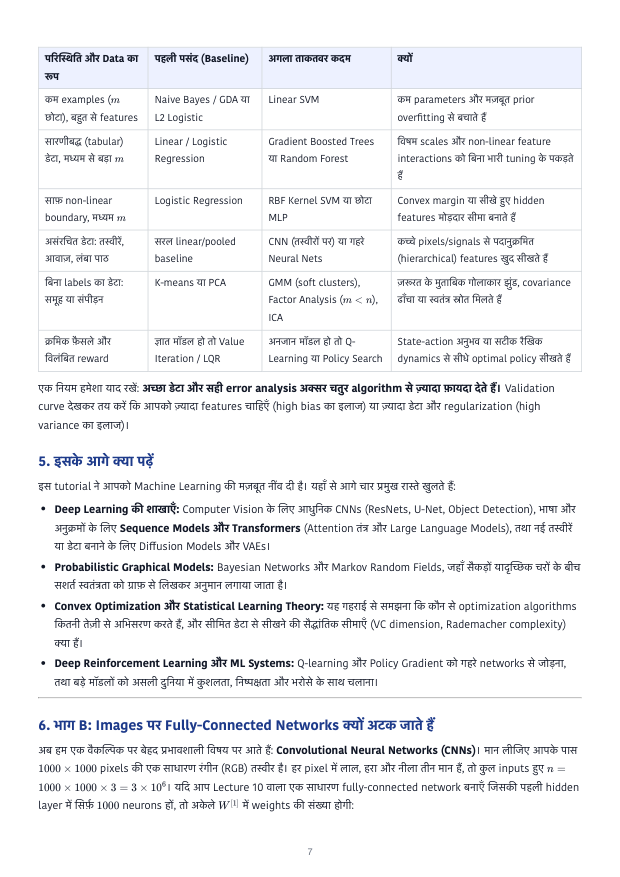 परिस्थिति और Data का रूप | पहली पसंद (Baseline) | अगला ताकतवर कदम | क्यों
कम examples (m छोटा), बहुत से features | Naive Bayes / GDA या L2 Logistic | Linear SVM | कम parameters और मजबूत prior overfitting से बचाते हैं
सारणीबद्ध (tabular) डेटा, मध्यम से बड़ा m | Linear / Logistic Regression | Gradient Boosted Trees या Random Forest | विषम scales और non-linear feature interactions को बिना भारी tuning के पकड़ते हैं
साफ़ non-linear boundary, मध्यम m | Logistic Regression | RBF Kernel SVM या छोटा MLP | Convex margin या सीखे हुए hidden features मोड़दार सीमा बनाते हैं
असंरचित डेटा: तस्वीरें, आवाज, लंबा पाठ | सरल linear/pooled baseline | CNN (तस्वीरों पर) या गहरे Neural Nets | कच्चे pixels/signals से पदानुक्रमित (hierarchical) features खुद सीखते हैं
बिना labels का डेटा: समूह या संपीड़न | K-means या PCA | GMM (soft clusters), Factor Analysis (m < n), ICA | जरूरत के मुताबिक गोलाकार झुंड, covariance ढाँचा या स्वतंत्र स्रोत मिलते हैं
क्रमिक फ़ैसले और विलंबित reward | ज्ञात मॉडल हो तो Value Iteration / LQR | अनजान मॉडल हो तो Q-Learning या Policy Search | State-action अनुभव या सटीक रैखिक dynamics से सीधे optimal policy सीखते हैं
एक नियम हमेशा याद रखें: अच्छा डेटा और सही error analysis अक्सर चतुर algorithm से ज़्यादा फ़ायदा देते हैं। Validation
curve देखकर तय करें कि आपको ज़्यादा features चाहिएँ (high bias का इलाज) या ज़्यादा डेटा और regularization (high
variance का इलाज)।
5. इसके आगे क्या पढ़ें
इस tutorial ने आपको Machine Learning की मज़बूत नींव दी है। यहाँ से आगे चार प्रमुख रास्ते खुलते हैं:
• Deep Learning की शाखाएँ: Computer Vision के लिए आधुनिक CNNs (ResNets, U-Net, Object Detection), भाषा और
अनुक्रमों के लिए Sequence Models और Transformers (Attention तंत्र और Large Language Models), तथा नई तस्वीरें
या डेटा बनाने के लिए Diffusion Models और VAEs।
• Probabilistic Graphical Models: Bayesian Networks और Markov Random Fields, जहाँ सैकड़ों यादृच्छिक चरों के बीच
सशर्त स्वतंत्रता को ग्राफ़ से लिखकर अनुमान लगाया जाता है।
• Convex Optimization और Statistical Learning Theory: यह गहराई से समझना कि कौन से optimization algorithms
कितनी तेज़ी से अभिसरण करते हैं, और सीमित डेटा से सीखने की सैद्धांतिक सीमाएँ (VC dimension, Rademacher complexity)
क्या हैं।
• Deep Reinforcement Learning और ML Systems: Q-learning और Policy Gradient को गहरे networks से जोड़ना,
तथा बड़े मॉडलों को असली दुनिया में कुशलता, निष्पक्षता और भरोसे के साथ चलाना।
6. भाग B: Images पर Fully-Connected Networks क्यों अटक जाते हैं
अब हम एक वैकल्पिक पर बेहद प्रभावशाली विषय पर आते हैं: Convolutional Neural Networks (CNNs)। मान लीजिए आपके पास
1000 × 1000 pixels की एक साधारण रंगीन (RGB) तस्वीर है। हर pixel में लाल, हरा और नीला तीन मान हैं, तो कुल inputs हुए n =
1000 × 1000 × 3 = 3 × 10⁶। यदि आप Lecture 10 वाला एक साधारण fully-connected network बनाएँ जिसकी पहली hidden
layer में सिर्फ़ 1000 neurons हों, तो अकेले W^[1] में weights की संख्या होगी:
7